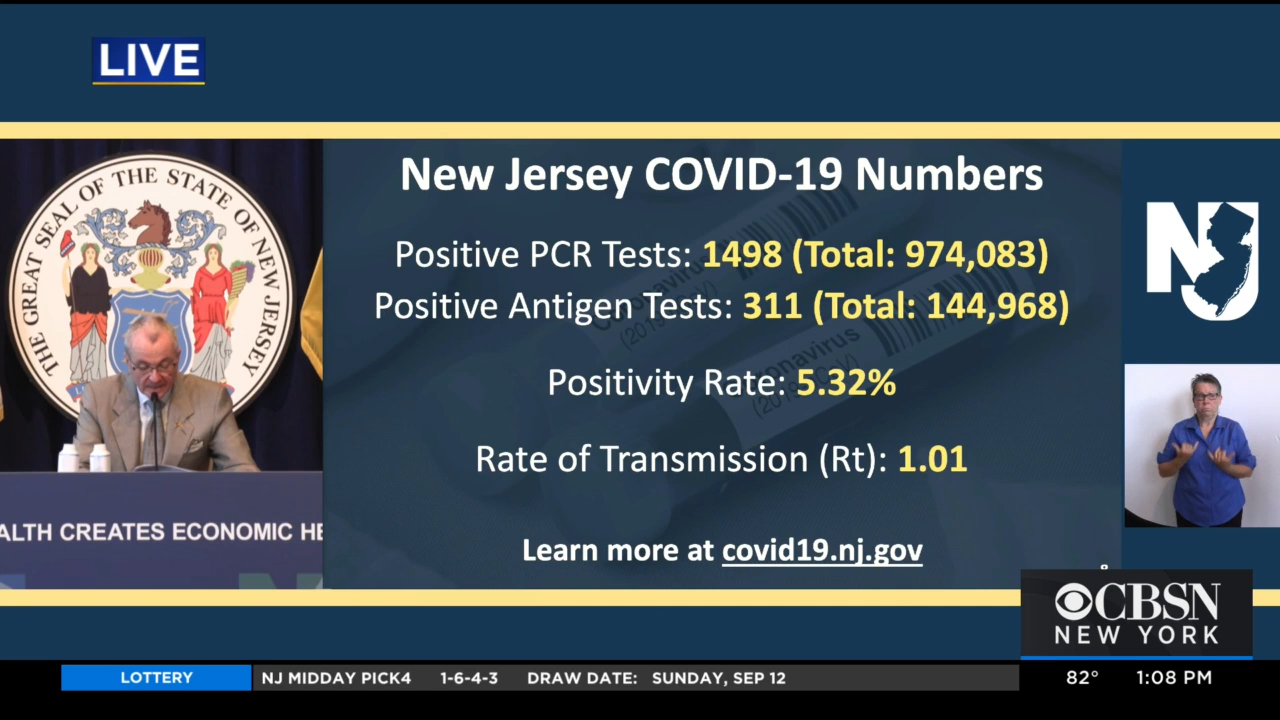 LIVE
THE GREAT SEAL OF THE STATE OF NEW JERSEY
ALTH CREATES ECONOMIC HE
New Jersey COVID-19 Numbers
Positive PCR Tests: 1498 (Total: 974,083)
Positive Antigen Tests: 311 (Total: 144,968)
Positivity Rate: 5.32%
Rate of Transmission (Rt): 1.01
Learn more at covid19.nj.gov
NJ
CBSN
NEW YORK
LOTTERY
NJ MIDDAY PICK4 1-6-4-3 DRAW DATE: SUNDAY, SEP 12
82° 1:08 PM